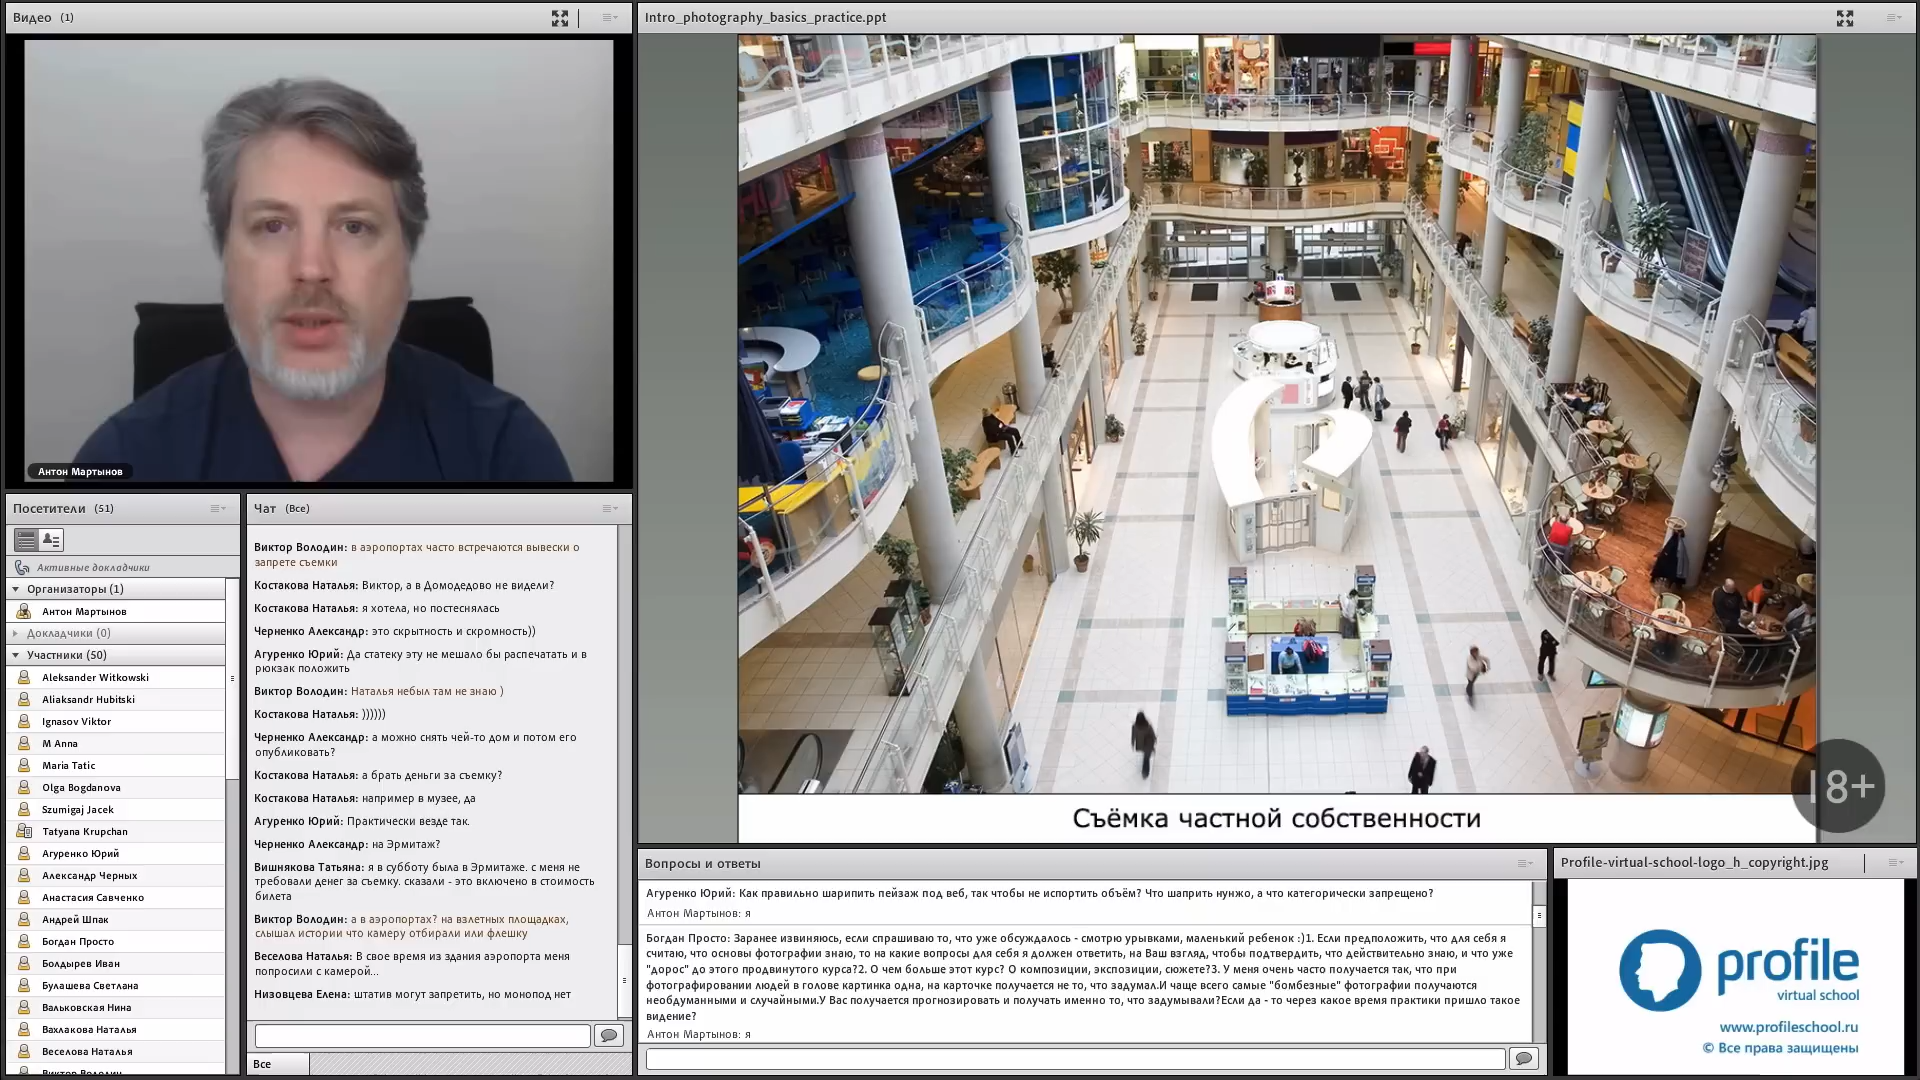 Видео (1)
Антон Мартынов
Intro_photography_basics_practice.ppt
Съёмка частной собственности
18+
Посетители (51)
Активные докладчики
Организаторы (1)
Антон Мартынов
Докладчики (0)
Участники (50)
Aleksander Witkowski
Aliaksandr Hubitski
Ignasov Viktor
M Anna
Maria Tatic
Olga Bogdanova
Szumigaj Jacek
Tatyana Krupchan
Агуренко Юрий
Александр Черных
Анастасия Савченко
Андрей Шпак
Богдан Просто
Болдырев Иван
Булашева Светлана
Вальковская Нина
Вахлакова Наталья
Веселова Наталья
Виктор Володин
Чат (Все)
Виктор Володин: в аэропортах часто встречаются вывески о
запрете съемки
Костакова Наталья: Виктор, а в Домодедово не видели?
Костакова Наталья: я хотела, но постеснялась
Черненко Александр: это скрытность и скромность))
Агуренко Юрий: Да статеку эту не мешало бы распечатать и в
рюкзак положить
Виктор Володин: Наталья небыл там не знаю )
Костакова Наталья: ))))))
Черненко Александр: а можно снять чей-то дом и потом его
опубликовать?
Костакова Наталья: а брать деньги за съемку?
Костакова Наталья: например в музее, да
Агуренко Юрий: Практически везде так.
Черненко Александр: на Эрмитаж?
Вишнякова Татьяна: я в субботу была в Эрмитаже. с меня не
требовали денег за съемку. сказали - это включено в стоимость
билета
Виктор Володин: а в аэропортах? на взлетных площадках,
слышал истории что камеру отбирали или флешку
Веселова Наталья: В свое время из здания аэропорта меня
попросили с камерой...
Низовцева Елена: штатив могут запретить, но монопод нет
Все
Вопросы и ответы
Агуренко Юрий: Как правильно шарипить пейзаж под веб, так чтобы не испортить объём? Что шаприть нунжо, а что категорически запрещено?
Антон Мартынов: я
Богдан Просто: Заранее извиняюсь, если спрашиваю то, что уже обсуждалось - смотрю урывками, маленький ребенок :)1. Если предположить, что для себя я
считаю, что основы фотографии знаю, то на какие вопросы для себя я должен ответить, на Ваш взгляд, чтобы подтвердить, что действительно знаю, и что уже
"дорос" до этого продвинутого курса?2. О чем больше этот курс? О композиции, экспозиции, сюжете?3. У меня очень часто получается так, что при
фотографировании людей в голове картинка одна, на карточке получается не то, что задумал.И чаще всего самые "бомбезные" фотографии получаются
необдуманными и случайными.У Вас получается прогнозировать и получать именно то, что задумывали?Если да - то через какое время практики пришло такое
видение?
Антон Мартынов: я
Profile-virtual-school-logo_h_copyright.jpg
profile
virtual school
www.profileschool.ru
© Все права защищены